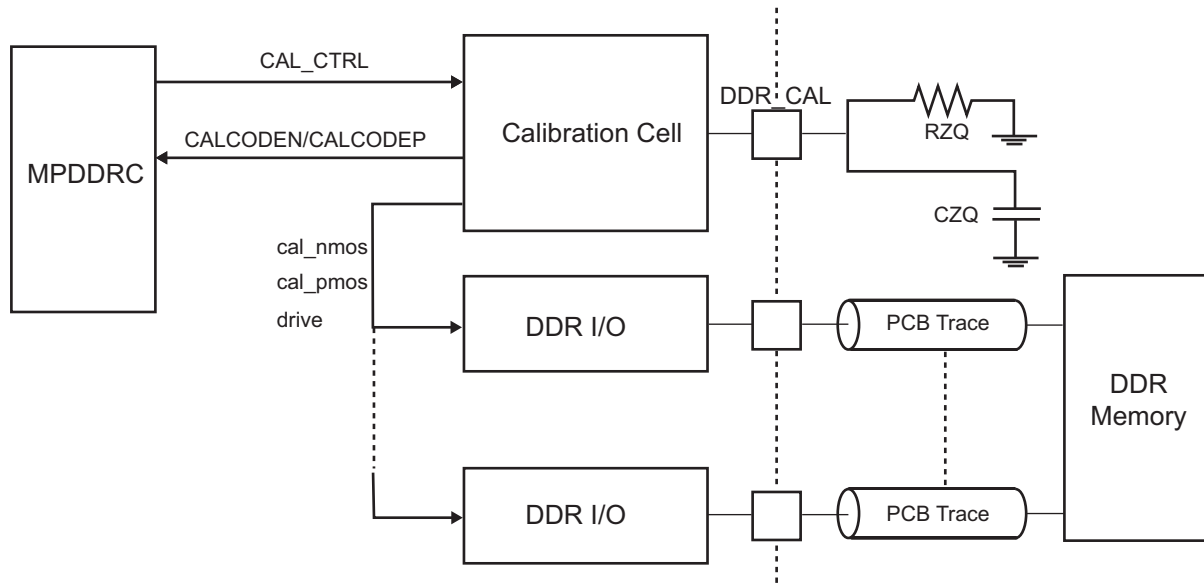 CAL_CTRL
DDR_CAL
CALCODEN/CALCODEP
Calibration Cell
RZQ
MPDDRC
CZQ
cal_nmos
cal_pmos
drive
DDR I/O
PCB Trace
DDR
Memory
DDR I/O
PCB Trace